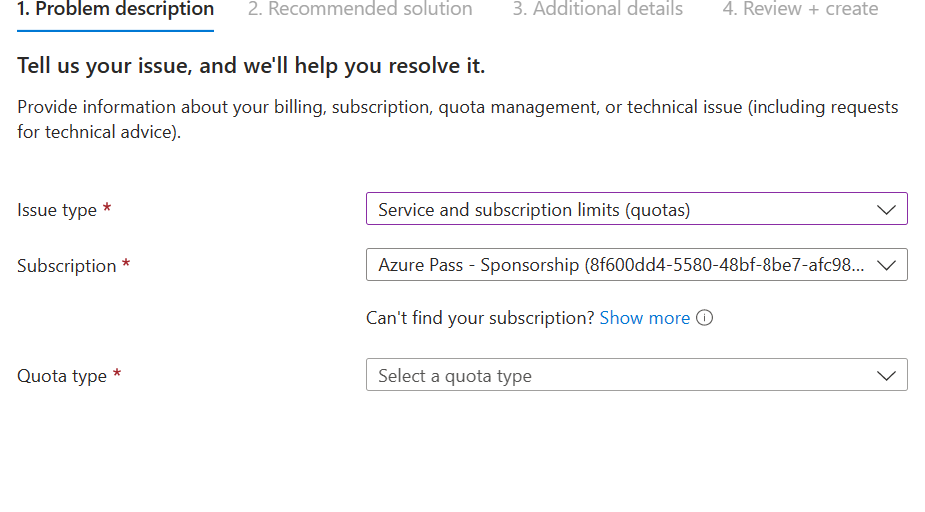 1. Problem description
2. Recommended solution
3. Additional details
4. Review + create
Tell us your issue, and we'll help you resolve it.
Provide information about your billing, subscription, quota management, or technical issue (including requests
for technical advice).
Issue type *
Service and subscription limits (quotas)
Subscription *
Azure Pass - Sponsorship (8f600dd4-5580-48bf-8be7-afc98...
Can't find your subscription? Show more
Quota type *
Select a quota type